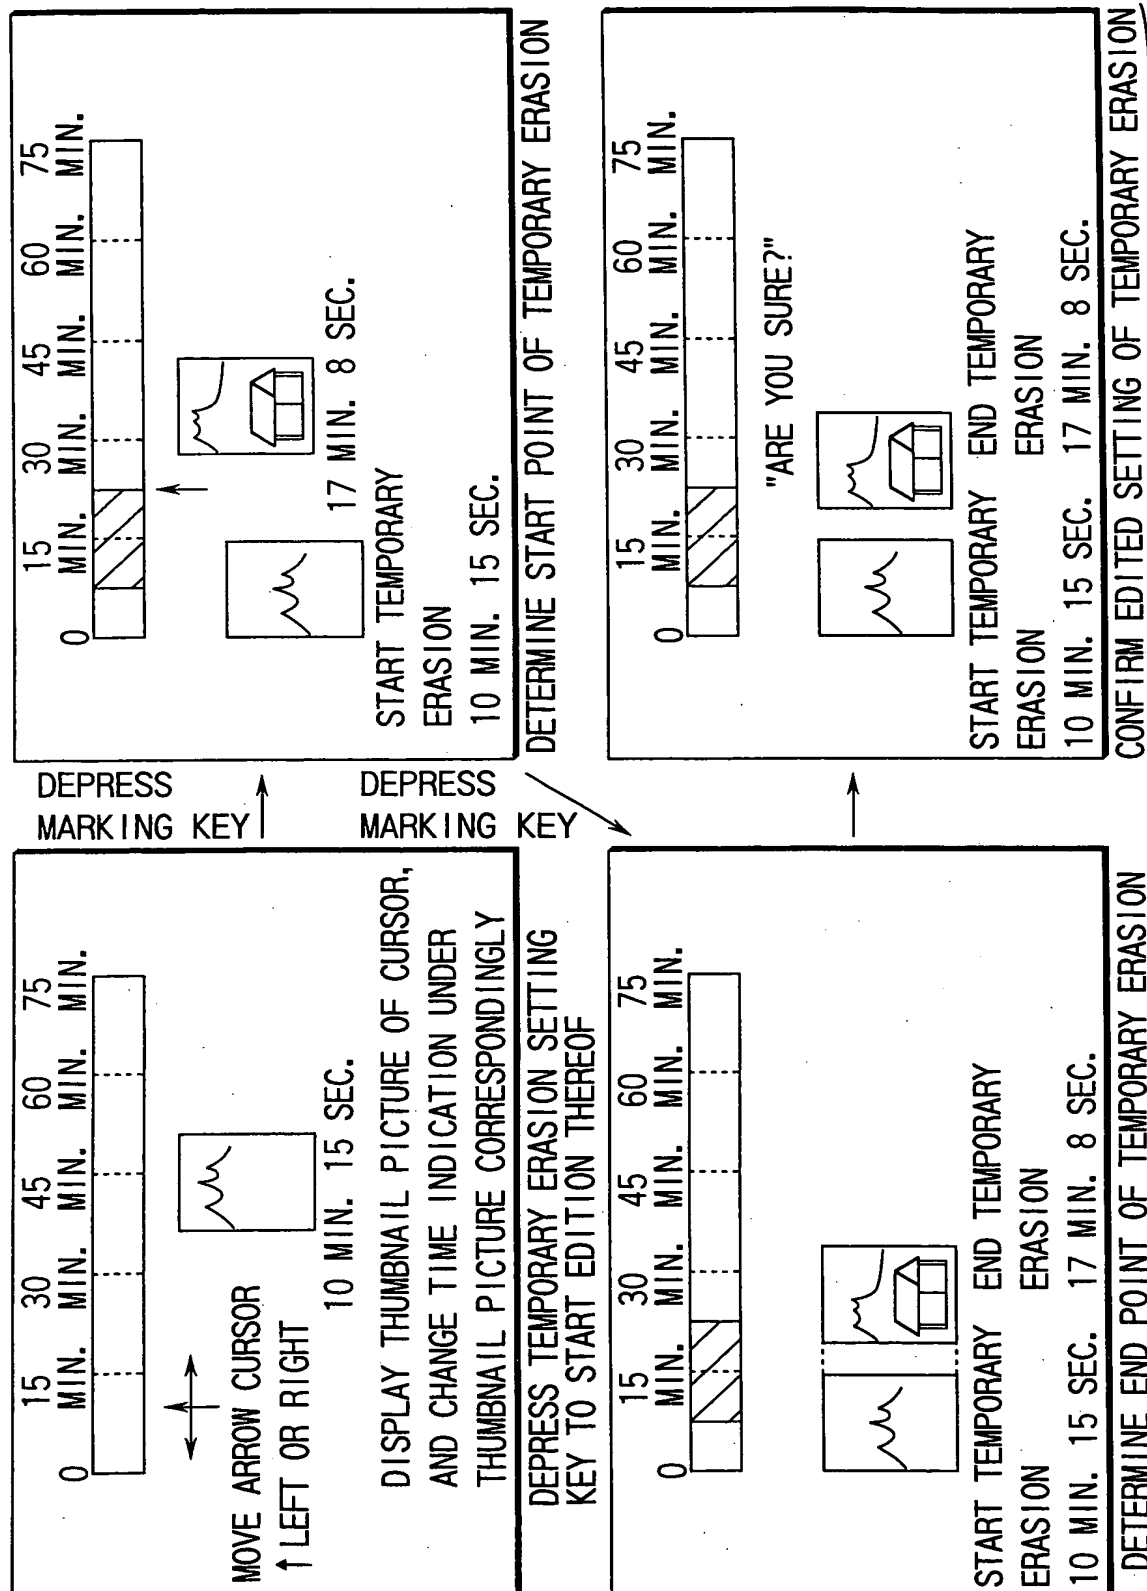 0
15 MIN.
30 MIN.
45 MIN.
60 MIN.
75 MIN.
MOVE ARROW CURSOR
↑ LEFT OR RIGHT
10 MIN. 15 SEC.
DISPLAY THUMBNAIL PICTURE OF CURSOR,
AND CHANGE TIME INDICATION UNDER
THUMBNAIL PICTURE CORRESPONDINGLY
DEPRESS TEMPORARY ERASION SETTING
KEY TO START EDITION THEREOF
DEPRESS
MARKING KEY
0
15 MIN.
30 MIN.
45 MIN.
60 MIN.
75 MIN.
17 MIN. 8 SEC.
START TEMPORARY
ERASION
10 MIN. 15 SEC.
DETERMINE START POINT OF TEMPORARY ERASION
DEPRESS
MARKING KEY
0
15 MIN.
30 MIN.
45 MIN.
60 MIN.
75 MIN.
START TEMPORARY END TEMPORARY
ERASION ERASION
10 MIN. 15 SEC. 17 MIN. 8 SEC.
DETERMINE END POINT OF TEMPORARY ERASION
0
15 MIN.
30 MIN.
45 MIN.
60 MIN.
75 MIN.
"ARE YOU SURE?"
START TEMPORARY END TEMPORARY
ERASION ERASION
10 MIN. 15 SEC. 17 MIN. 8 SEC.
CONFIRM EDITED SETTING OF TEMPORARY ERASION